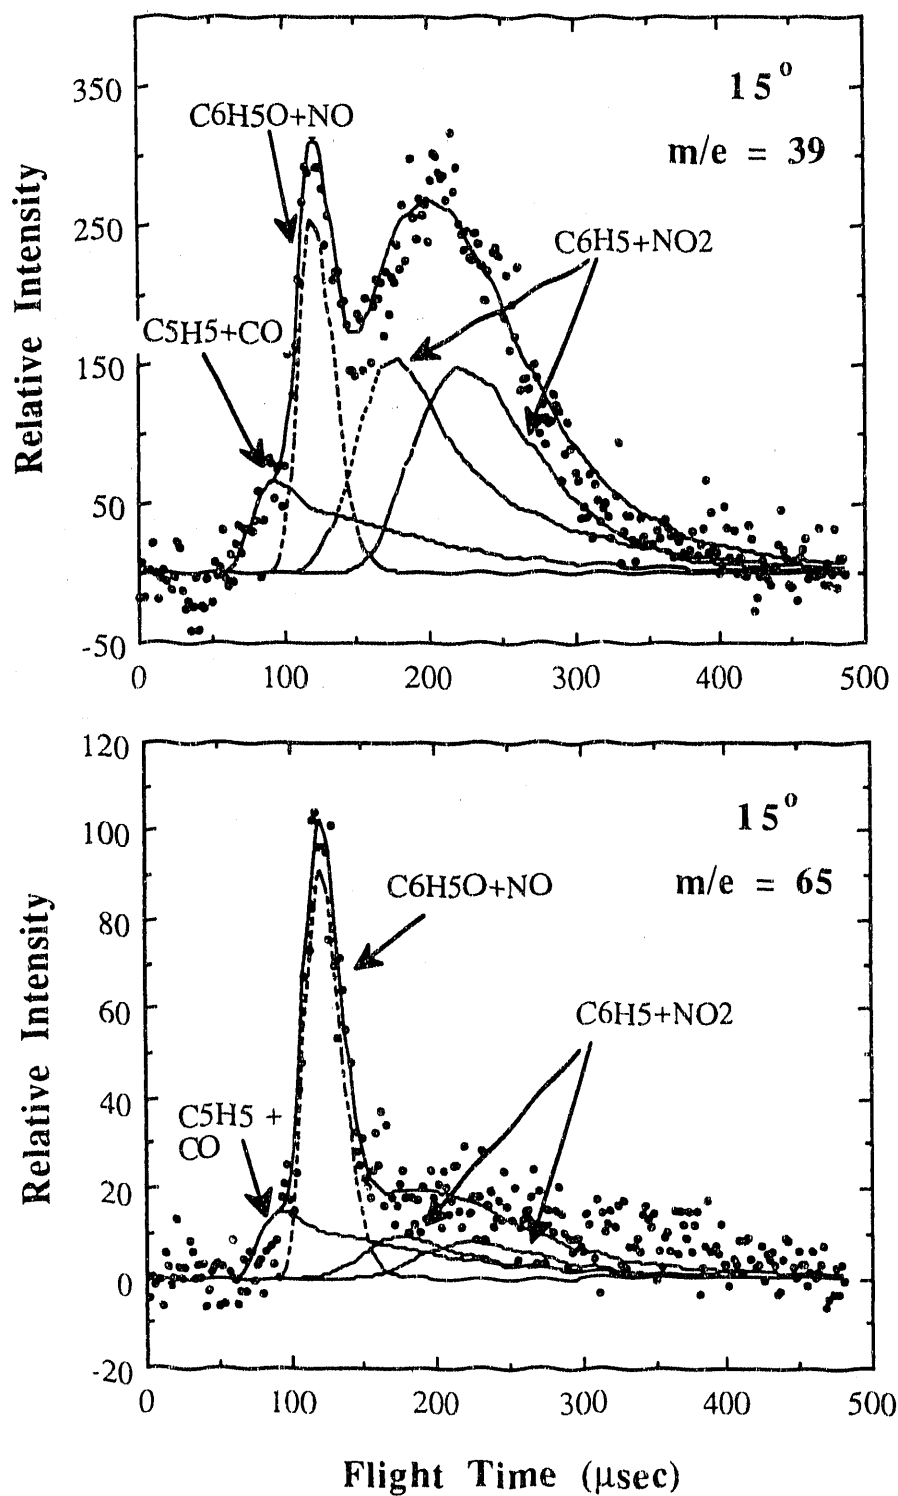 350
250
150
50
-50
Relative Intensity
15°
m/e = 39
C6H5O+NO
C6H5+NO2
C5H5+CO
0 100 200 300 400 500
120
100
80
60
40
20
0
-20
Relative Intensity
15°
m/e = 65
C6H5O+NO
C6H5+NO2
C5H5 +
CO
0 100 200 300 400 500
Flight Time (μsec)